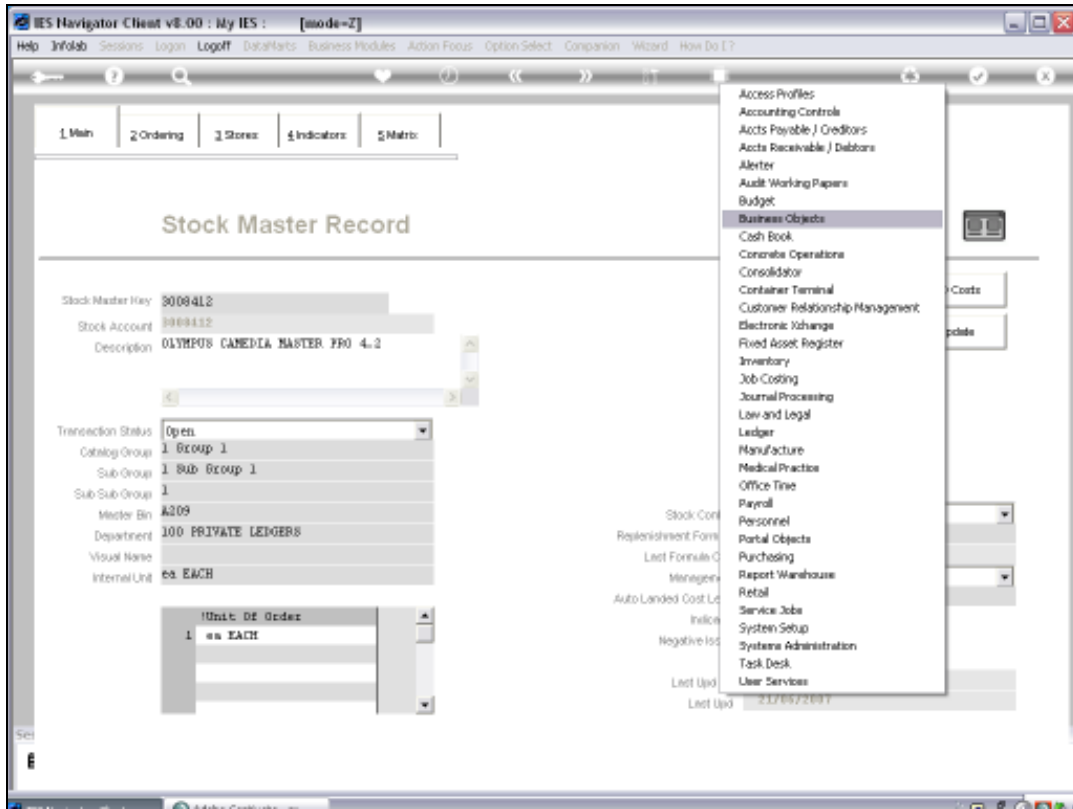 IES Navigator Client v8.00 : My IES : [mode=Z]
Help Infolab Sessions Logon Logoff DataMarts Business Modules Action Focus Option Select Companion Wizard How Do I ?
1 Main 2 Ordering 3 Stores 4 Indicators 5 Matrix
Stock Master Record
Stock Master Key 3008412
Stock Account 3008412
Description OLYMPUS CAMEDIA MASTER PRO 4.2
Transaction Status Open
Catalog Group 1 Group 1
Sub Group 1 Sub Group 1
Sub Sub Group 1
Master Bin A209
Department 100 PRIVATE LEDGERS
Visual Name
Internal Unit ea EACH
!Unit Of Order
1 ea EACH
Access Profiles
Accounting Controls
Accts Payable / Creditors
Accts Receivable / Debtors
Alerter
Audit Working Papers
Budget
Business Objects
Cash Book
Concrete Operations
Consolidator
Container Terminal
Customer Relationship Management
Electronic Xchange
Fixed Asset Register
Inventory
Job Costing
Journal Processing
Law and Legal
Ledger
Manufacture
Medical Practice
Office Time
Payroll
Personnel
Portal Objects
Purchasing
Report Warehouse
Retail
Service Jobs
System Setup
Systems Administration
Task Desk
User Services
Costs
pdate
Stock Con
Replenishment Form
Last Formula
Managem
Auto Landed Cost Le
Indica
Negative Iss
Last Upd
Last Upd 21/06/2007